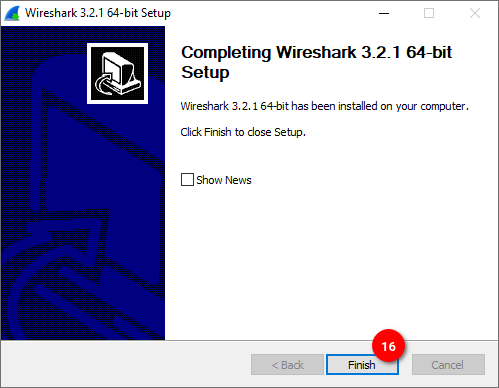 Wireshark 3.2.1 64-bit Setup
Completing Wireshark 3.2.1 64-bit
Setup
Wireshark 3.2.1 64-bit has been installed on your computer.
Click Finish to close Setup.
Show News
16
< Back
Finish
Cancel